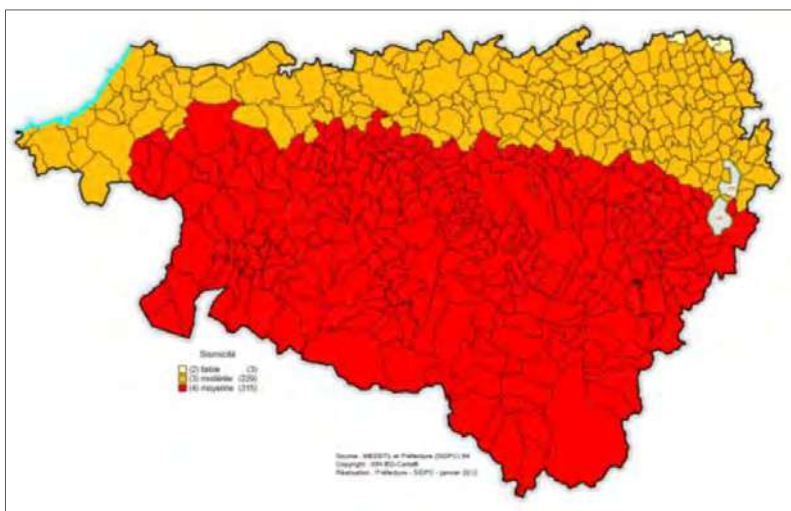 Sismicité
(2) faible (3)
(3) modérée (229)
(4) moyenne (315)
Source : MEDDTL et Préfecture (SIDPC) 64
Copyright : IGN BD-Carto®
Réalisation : Préfecture - SIDPC - janvier